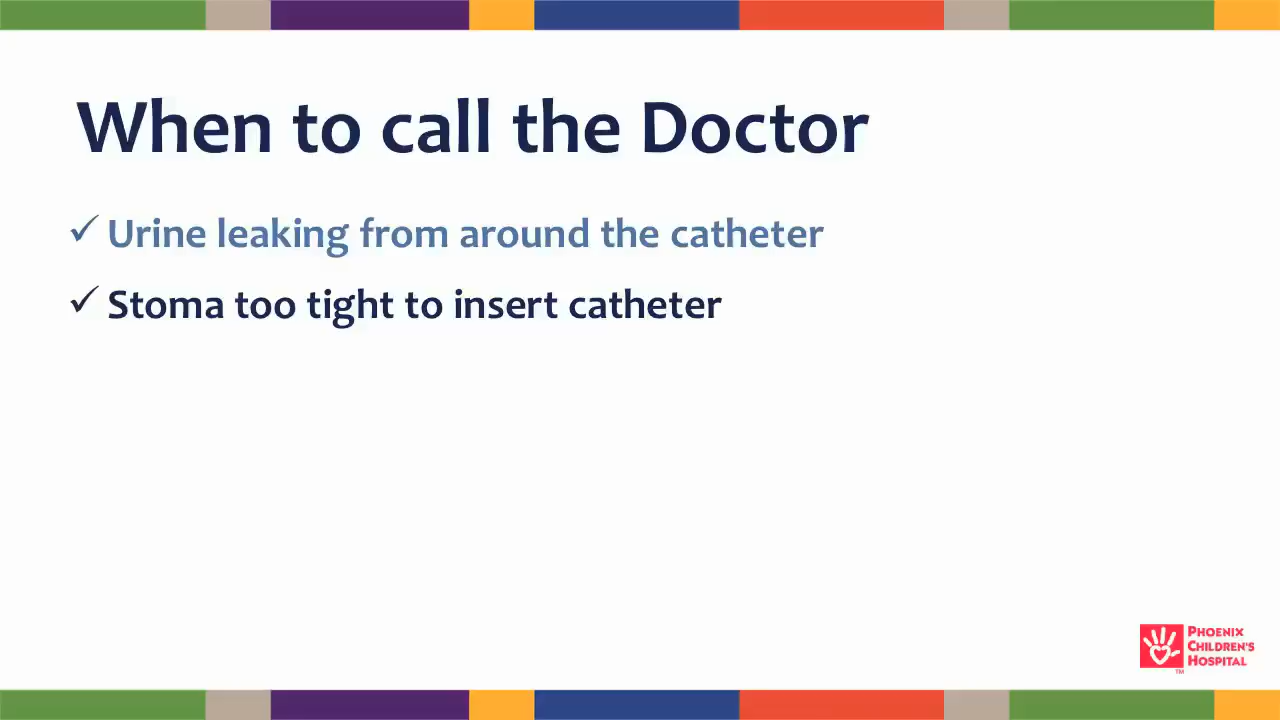 When to call the Doctor
✓ Urine leaking from around the catheter
✓ Stoma too tight to insert catheter
PHOENIX
CHILDREN'S
HOSPITAL
TM